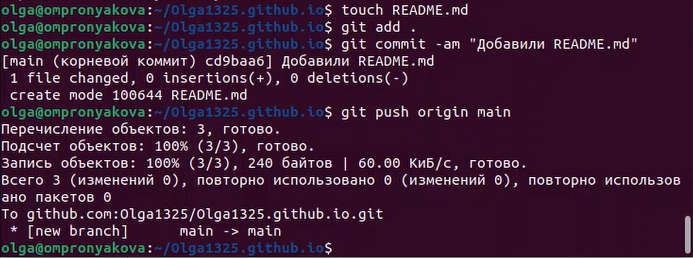 olga@ompronyakova:~/Olga1325.github.io$ touch README.md
olga@ompronyakova:~/Olga1325.github.io$ git add .
olga@ompronyakova:~/Olga1325.github.io$ git commit -am "Добавили README.md"
[main (корневой коммит) cd9baa6] Добавили README.md
 1 file changed, 0 insertions(+), 0 deletions(-)
 create mode 100644 README.md
olga@ompronyakova:~/Olga1325.github.io$ git push origin main
Перечисление объектов: 3, готово.
Подсчет объектов: 100% (3/3), готово.
Запись объектов: 100% (3/3), 240 байтов | 60.00 КиБ/с, готово.
Всего 3 (изменений 0), повторно использовано 0 (изменений 0), повторно использов
ано пакетов 0
To github.com:Olga1325/Olga1325.github.io.git
 * [new branch]      main -> main
olga@ompronyakova:~/Olga1325.github.io$